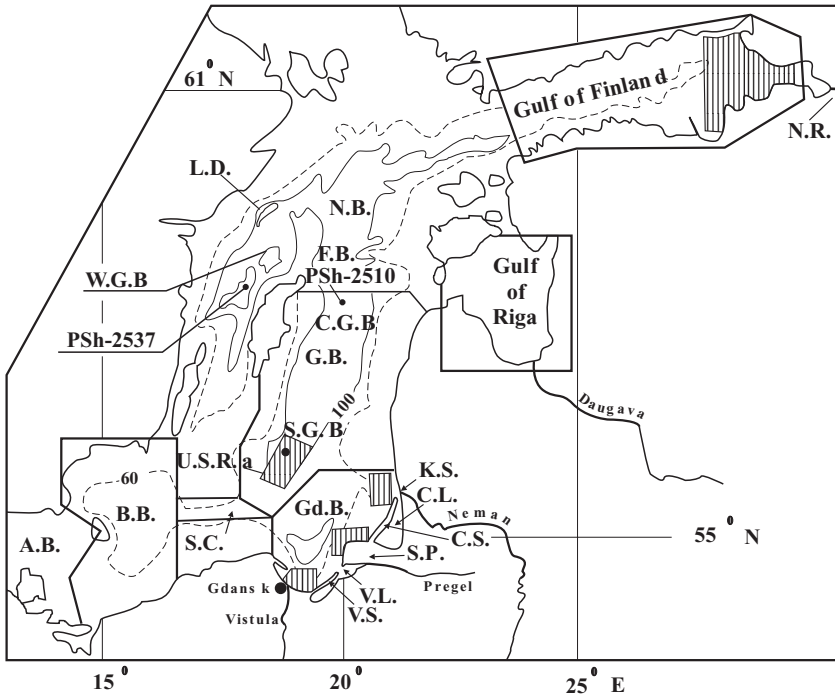 61° N
Gulf of Finland
N.R.
L.D.
N.B.
F.B.
W.G.B
PSh-2510
Gulf
of
Riga
C.G.B
PSh-2537
G.B.
100
Daugava
S.G.B
U.S.R.a
60
K.S.
C.L.
B.B.
Gd.B.
Neman
S.C.
C.S.
55° N
A.B.
S.P.
Gdansk
Pregel
V.L.
V.S.
Vistula
15° 20° 25° E